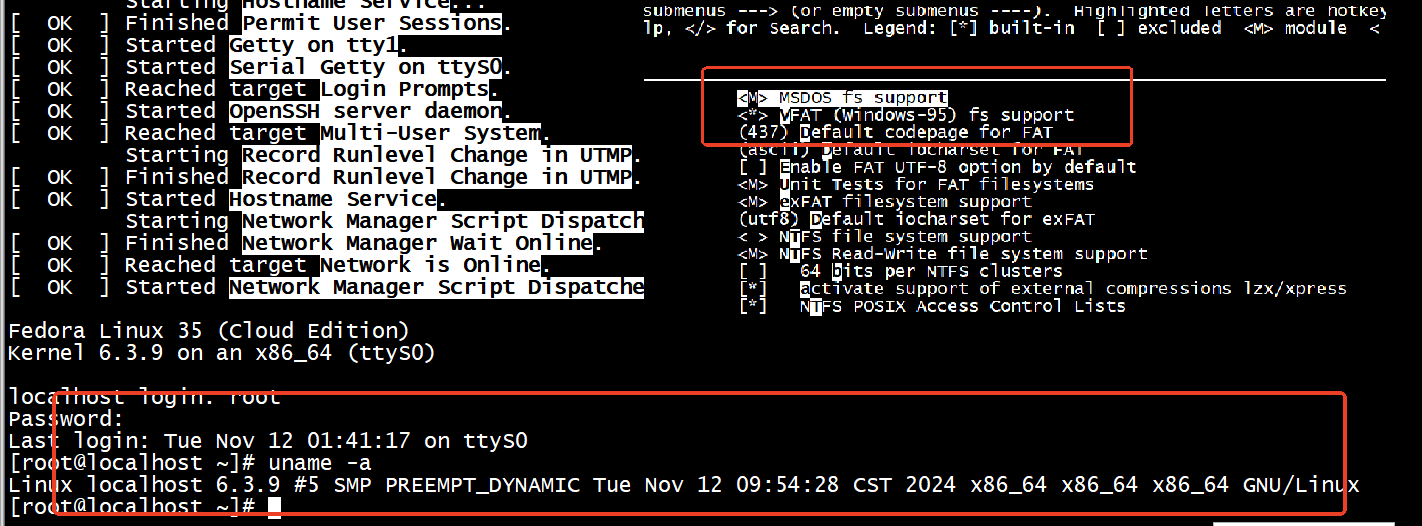 Starting Hostname Service...
[  OK  ] Finished Permit User Sessions.
[  OK  ] Started Getty on tty1.
[  OK  ] Started Serial Getty on ttyS0.
[  OK  ] Reached target Login Prompts.
[  OK  ] Started OpenSSH server daemon.
[  OK  ] Reached target Multi-User System.
Starting Record Runlevel Change in UTMP.
[  OK  ] Finished Record Runlevel Change in UTMP.
[  OK  ] Started Hostname Service.
Starting Network Manager Script Dispatch
[  OK  ] Finished Network Manager Wait Online.
[  OK  ] Reached target Network is Online.
[  OK  ] Started Network Manager Script Dispatche
Fedora Linux 35 (Cloud Edition)
Kernel 6.3.9 on an x86_64 (ttyS0)
localhost login: root
Password:
Last login: Tue Nov 12 01:41:17 on ttyS0
[root@localhost ~]# uname -a
Linux localhost 6.3.9 #5 SMP PREEMPT_DYNAMIC Tue Nov 12 09:54:28 CST 2024 x86_64 x86_64 x86_64 GNU/Linux
[root@localhost ~]#
submenus ---> (or empty submenus ----).  Highlighted letters are hotkey
lp, </> for Search.  Legend: [*] built-in  [ ] excluded  <M> module  <
<M> MSDOS fs support
<*> VFAT (Windows-95) fs support
(437) Default codepage for FAT
(ascii) Default iocharset for FAT
[ ] Enable FAT UTF-8 option by default
<M> Unit Tests for FAT filesystems
<M> exFAT filesystem support
(utf8) Default iocharset for exFAT
< > NTFS file system support
<M> NTFS Read-Write file system support
[ ]   64 bits per NTFS clusters
[*]   activate support of external compressions lzx/xpress
[*]   NTFS POSIX Access Control Lists